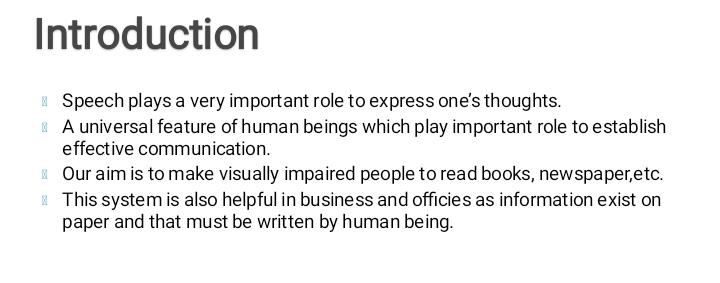 Introduction
Speech plays a very important role to express one’s thoughts.
A universal feature of human beings which play important role to establish
effective communication.
Our aim is to make visually impaired people to read books, newspaper,etc.
This system is also helpful in business and officies as information exist on
paper and that must be written by human being.